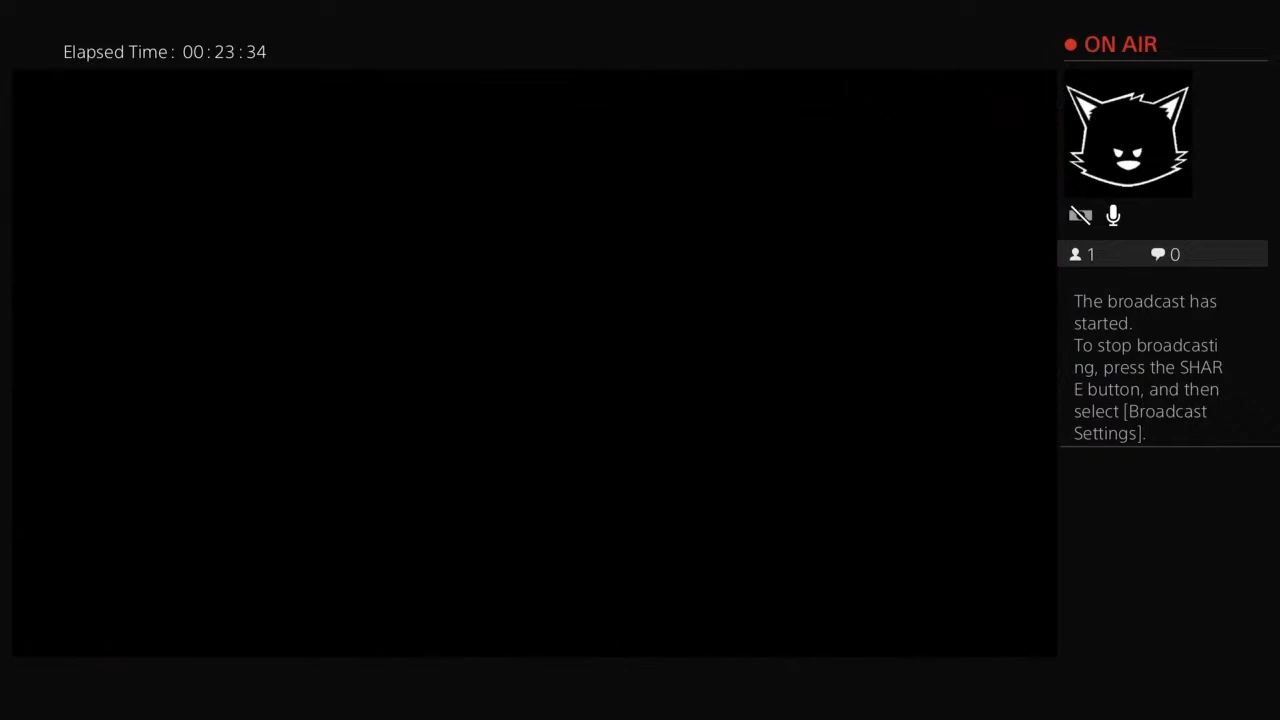 Elapsed Time: 00:23:34
ON AIR
1 0
The broadcast has
started.
To stop broadcasti
ng, press the SHAR
E button, and then
select [Broadcast
Settings].